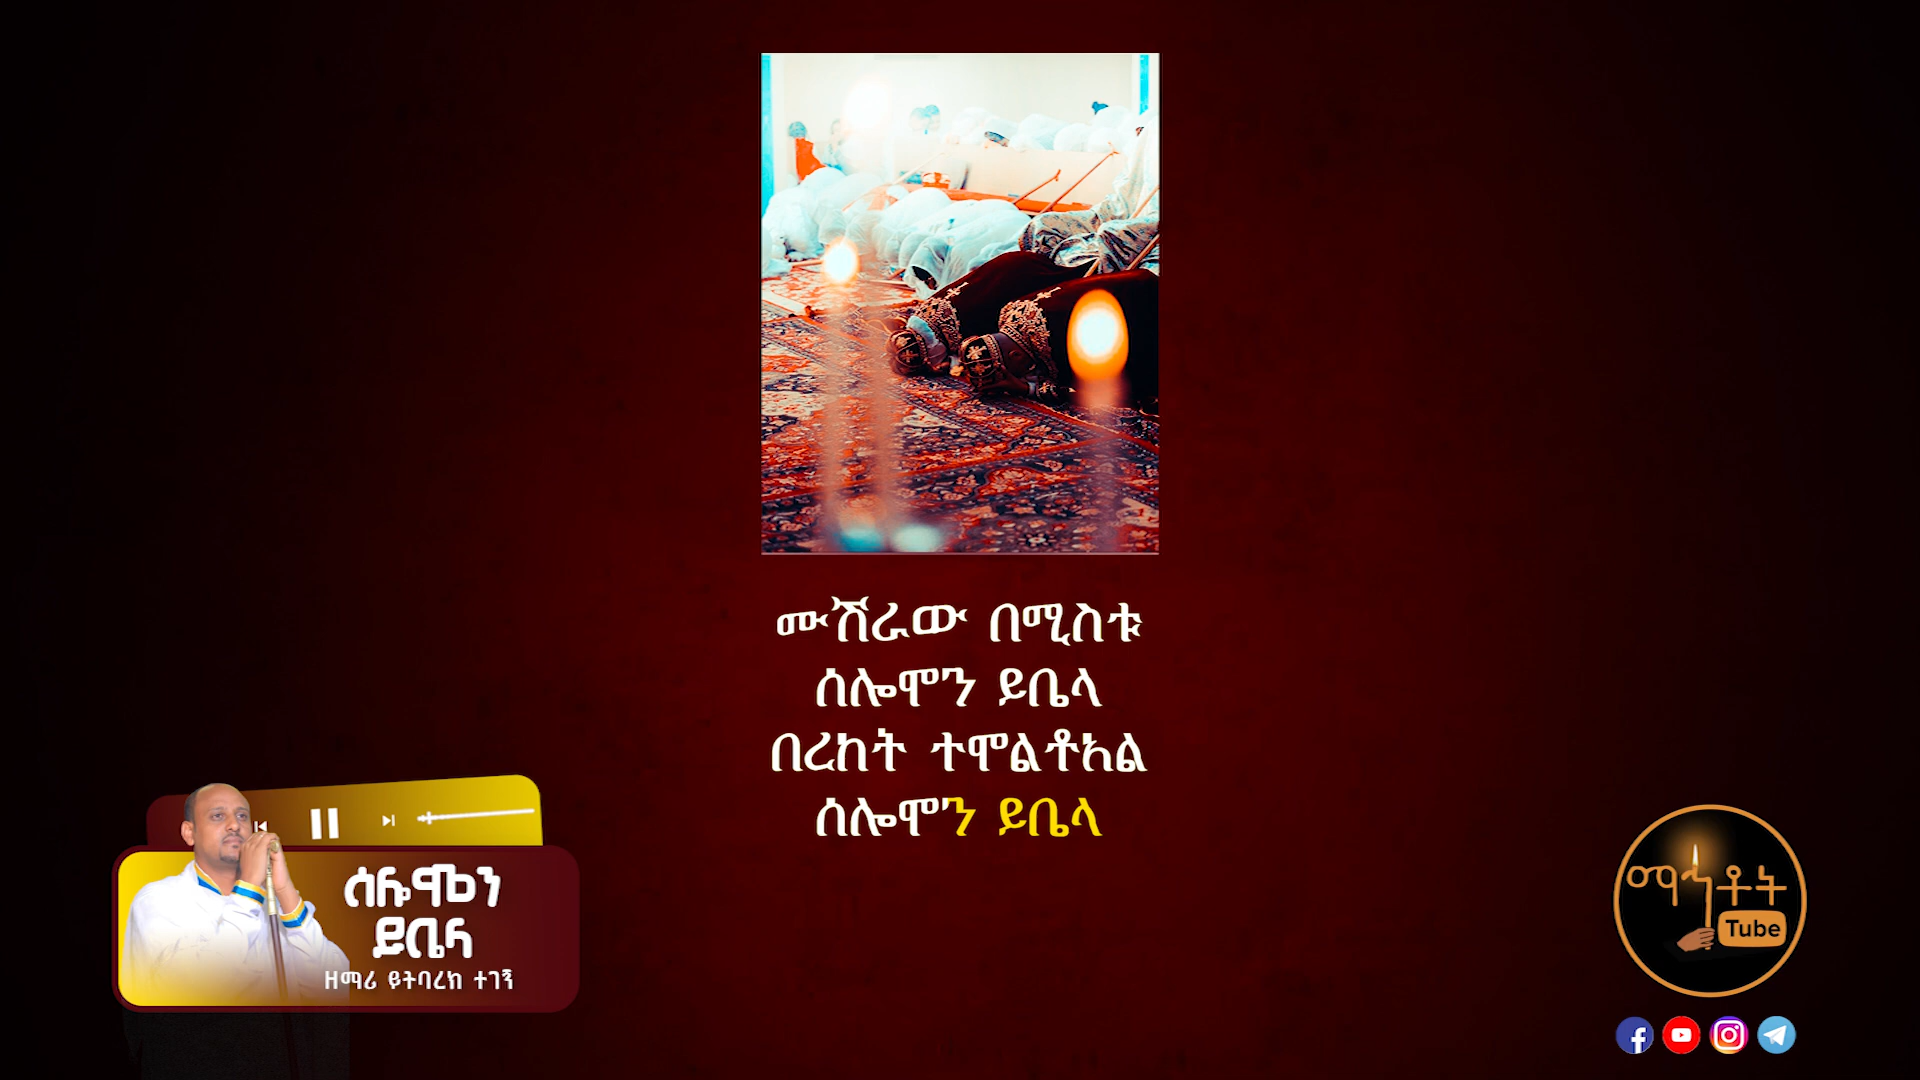 ሙሽራው በሚስቱ
ሰሎሞን ይቤላ
በረከት ተሞልቶአል
ሰሎሞን ይቤላ
ሰሎሞን
ይቤላ
ዘማሪ ይትባረክ ተገኝ
ማኅቶት
Tube